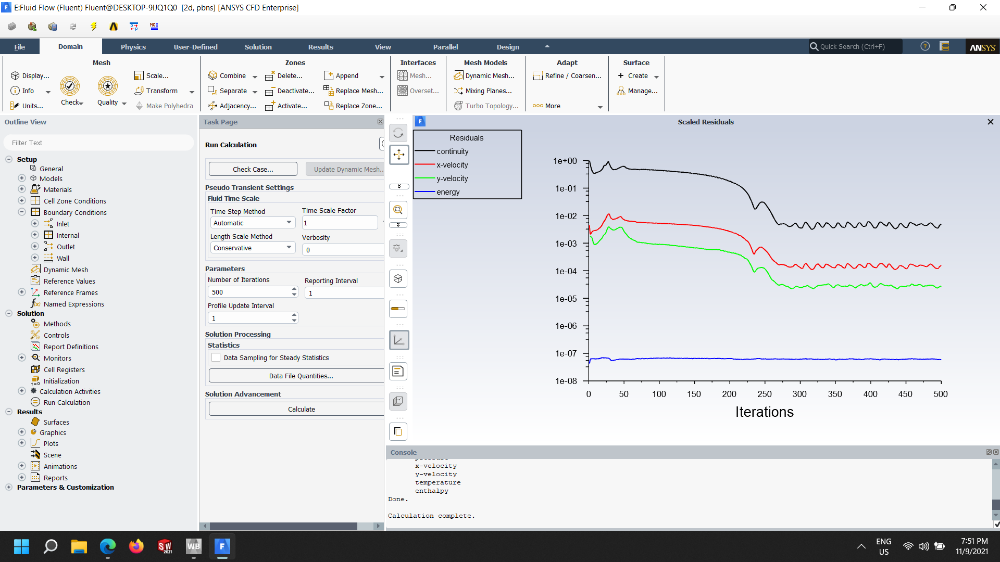 E:Fluid Flow (Fluent) Fluent@DESKTOP-9IJQ1Q0 [2d, pbns] [ANSYS CFD Enterprise]
File
Domain
Physics
User-Defined
Solution
Results
View
Parallel
Design
Quick Search (Ctrl+F)
ANSYS
Mesh
Display...
Info
Units...
Check
Quality
Scale...
Transform
Make Polyhedra
Zones
Combine
Separate
Adjacency...
Delete...
Deactivate...
Activate...
Append
Replace Mesh...
Replace Zone...
Interfaces
Mesh...
Overset...
Mesh Models
Dynamic Mesh...
Mixing Planes...
Turbo Topology...
Adapt
Refine / Coarsen...
More
Surface
Create
Manage...
Outline View
Filter Text
Setup
General
Models
Materials
Cell Zone Conditions
Boundary Conditions
Inlet
Internal
Outlet
Wall
Dynamic Mesh
Reference Values
Reference Frames
Named Expressions
Solution
Methods
Controls
Report Definitions
Monitors
Cell Registers
Initialization
Calculation Activities
Run Calculation
Results
Surfaces
Graphics
Plots
Scene
Animations
Reports
Parameters & Customization
Task Page
Run Calculation
Check Case...
Update Dynamic Mesh..
Pseudo Transient Settings
Fluid Time Scale
Time Step Method
Time Scale Factor
Automatic
1
Length Scale Method
Verbosity
Conservative
0
Parameters
Number of Iterations
Reporting Interval
500
1
Profile Update Interval
1
Solution Processing
Statistics
Data Sampling for Steady Statistics
Data File Quantities...
Solution Advancement
Calculate
Scaled Residuals
Residuals
continuity
x-velocity
y-velocity
energy
1e+00
1e-01
1e-02
1e-03
1e-04
1e-05
1e-06
1e-07
1e-08
0 50 100 150 200 250 300 350 400 450 500
Iterations
Console
x-velocity
y-velocity
temperature
enthalpy
Done.
Calculation complete.
SW
2021
WB
F
ENG
US
7:51 PM
11/9/2021